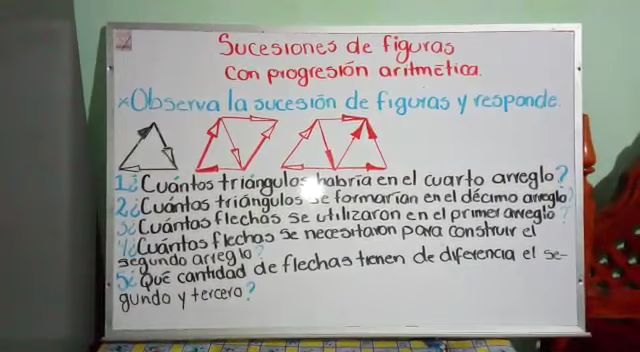 Sucesiones de figuras
con progresión aritmética.
*Observa la sucesión de figuras y responde.
1¿Cuántos triángulos habría en el cuarto arreglo?
2¿Cuántos triángulos se formarían en el décimo arreglo?
3¿Cuántos flechas se utilizaron en el primer arreglo?
4¿Cuántos flechas se necesitaron para construir el
segundo arreglo?
5¿Qué cantidad de flechas tienen de diferencia el se-
gundo y tercero?